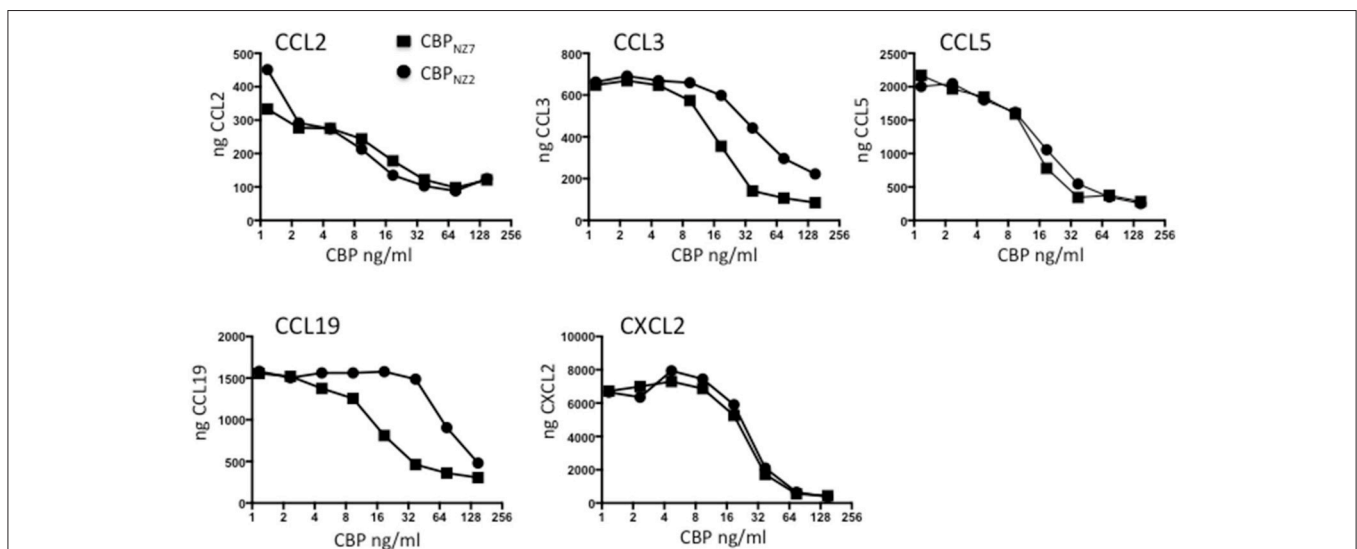 CCL2
CBP_NZ7
CBP_NZ2
ng CCL2
500
400
300
200
100
0
1 2 4 8 16 32 64 128 256
CBP ng/ml
CCL3
ng CCL3
800
600
400
200
0
1 2 4 8 16 32 64 128 256
CBP ng/ml
CCL5
ng CCL5
2500
2000
1500
1000
500
0
1 2 4 8 16 32 64 128 256
CBP ng/ml
CCL19
ng CCL19
2000
1500
1000
500
0
1 2 4 8 16 32 64 128 256
CBP ng/ml
CXCL2
ng CXCL2
10000
8000
6000
4000
2000
0
1 2 4 8 16 32 64 128 256
CBP ng/ml